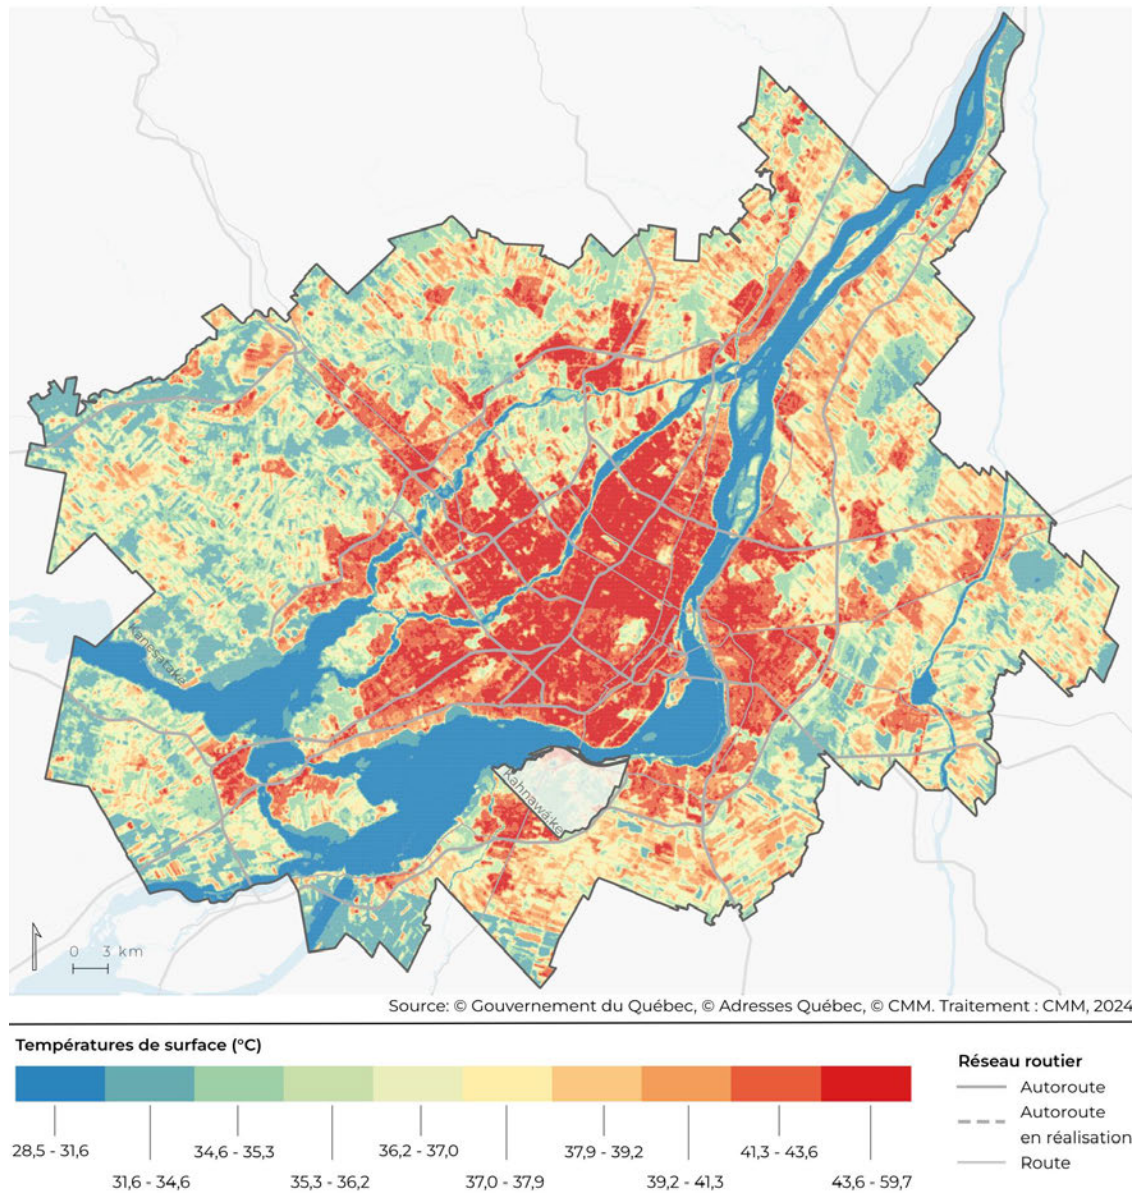 Kanesatake
Kahnawá:ke
0 3 km
Source: © Gouvernement du Québec, © Adresses Québec, © CMM. Traitement : CMM, 2024
Températures de surface (°C)
28,5 - 31,6
31,6 - 34,6
34,6 - 35,3
35,3 - 36,2
36,2 - 37,0
37,0 - 37,9
37,9 - 39,2
39,2 - 41,3
41,3 - 43,6
43,6 - 59,7
Réseau routier
Autoroute
Autoroute
en réalisation
Route